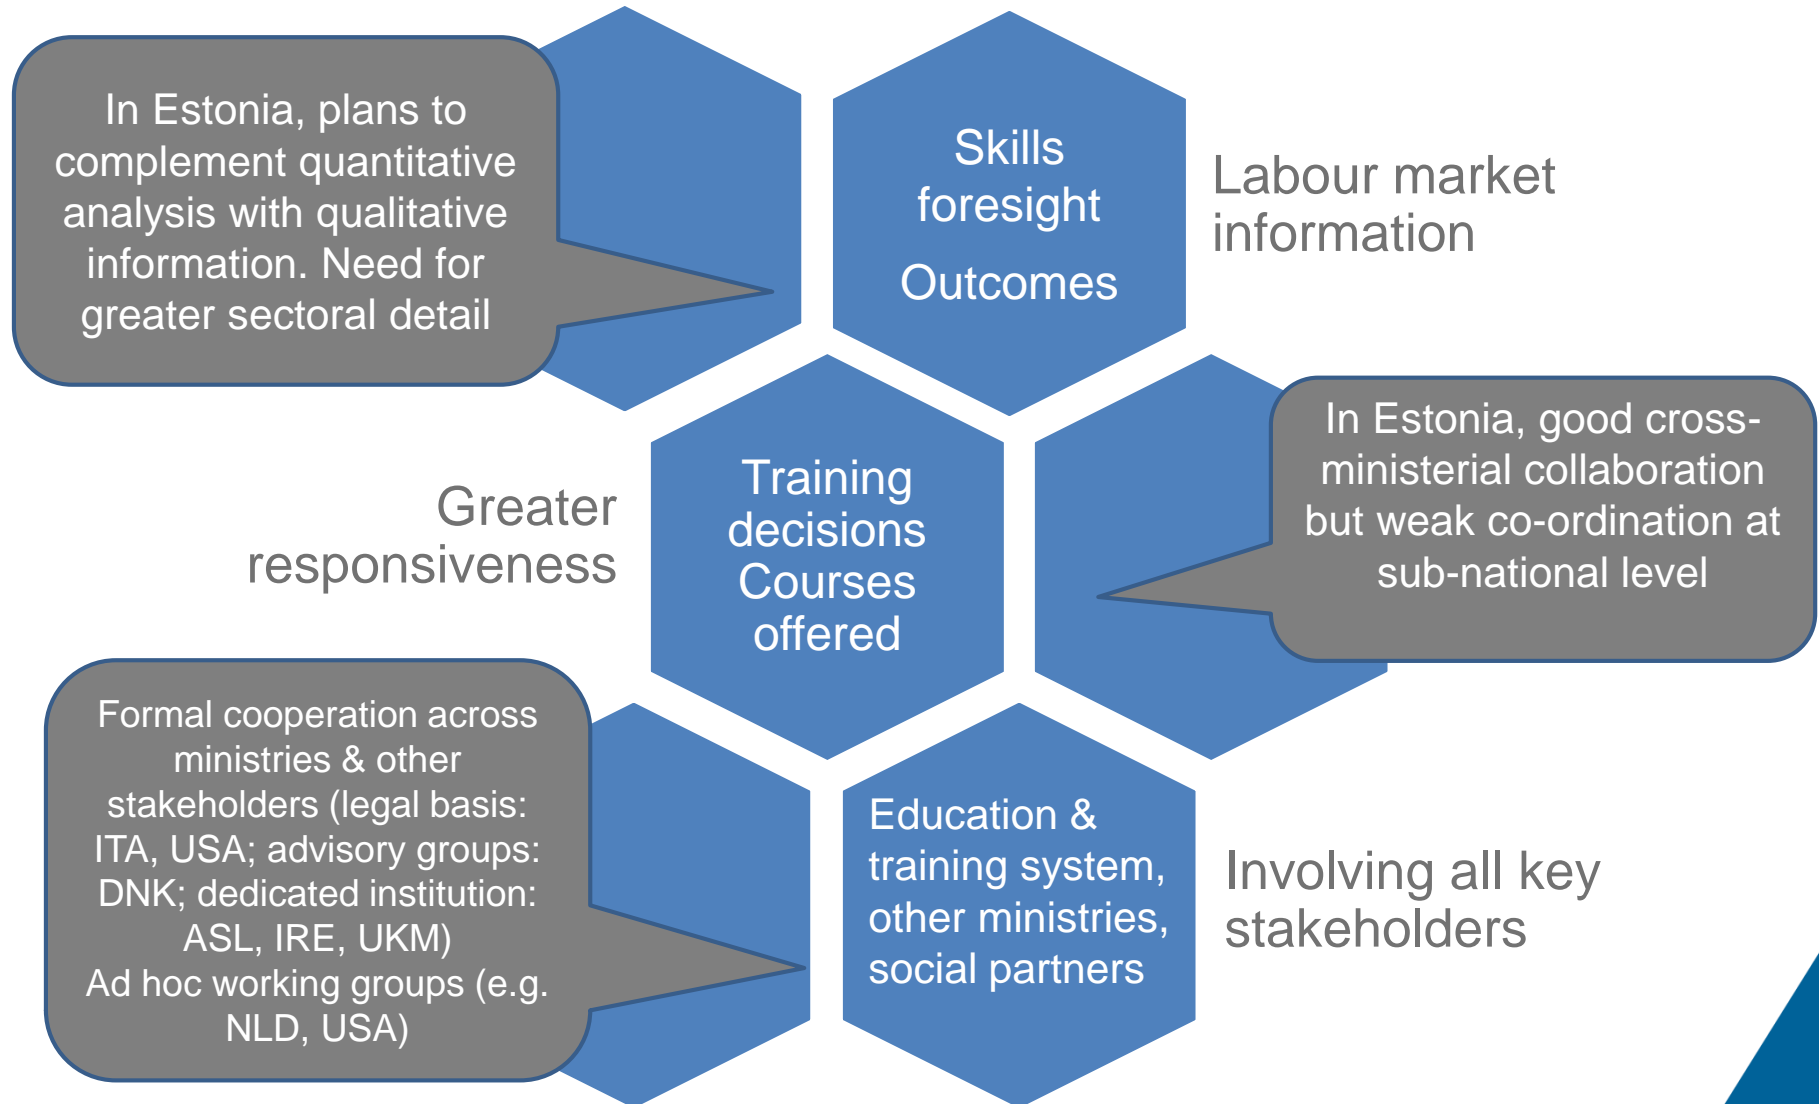 In Estonia, plans to
complement quantitative
analysis with qualitative
information. Need for
greater sectoral detail
Skills
foresight
Outcomes
Labour market
information
Greater
responsiveness
Training
decisions
Courses
offered
In Estonia, good cross-
ministerial collaboration
but weak co-ordination at
sub-national level
Formal cooperation across
ministries & other
stakeholders (legal basis:
ITA, USA; advisory groups:
DNK; dedicated institution:
ASL, IRE, UKM)
Ad hoc working groups (e.g.
NLD, USA)
Education &
training system,
other ministries,
social partners
Involving all key
stakeholders